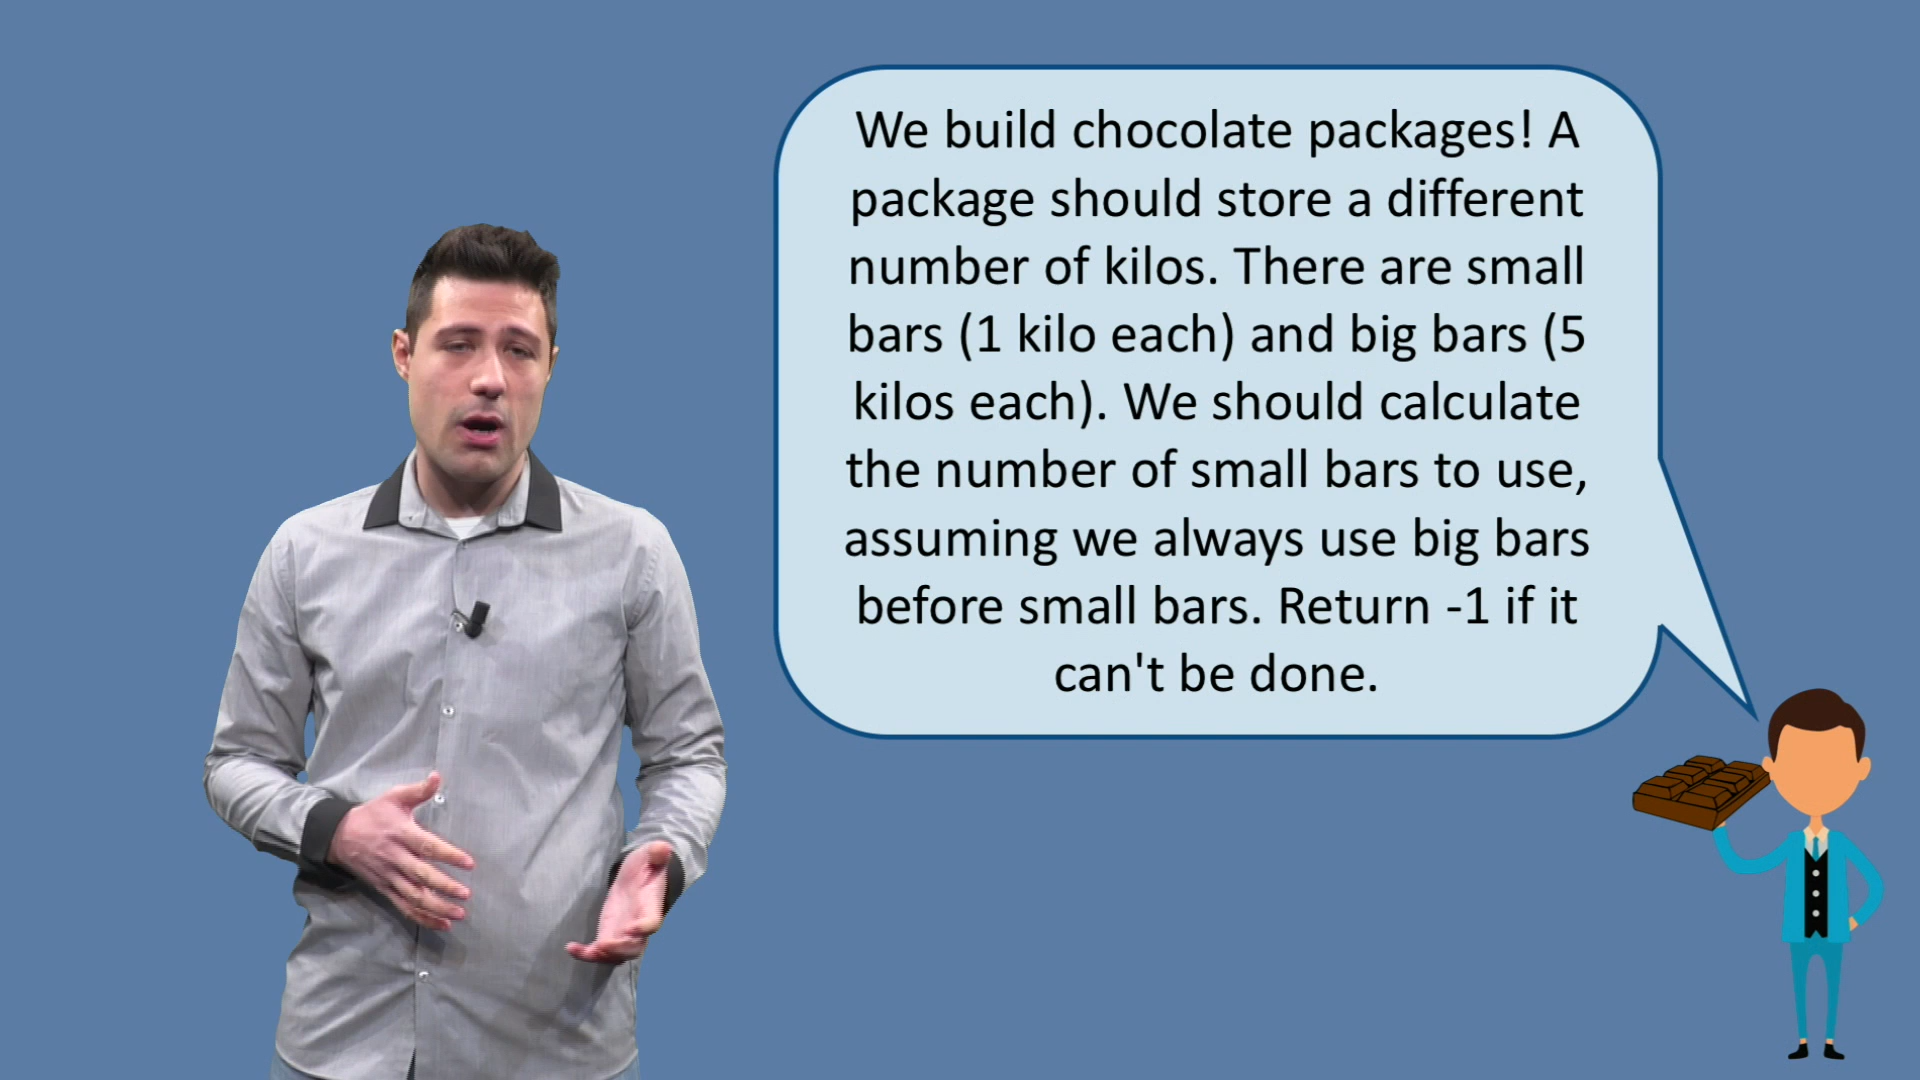 We build chocolate packages! A
package should store a different
number of kilos. There are small
bars (1 kilo each) and big bars (5
kilos each). We should calculate
the number of small bars to use,
assuming we always use big bars
before small bars. Return -1 if it
can't be done.